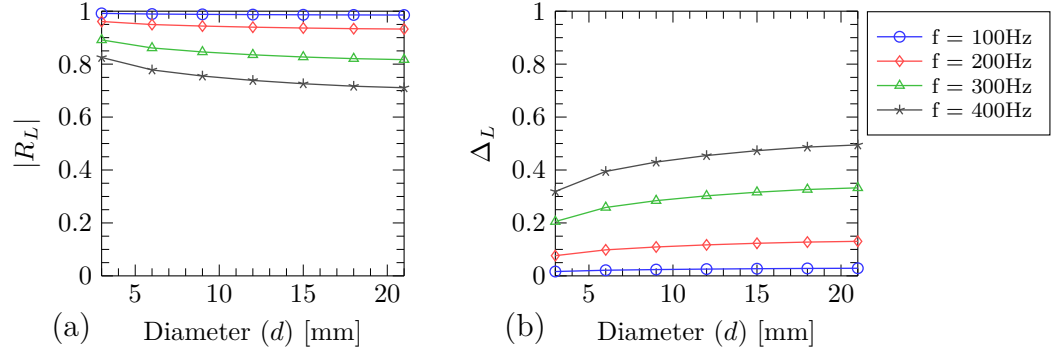 1
0.8
0.6
0.4
0.2
0
|R_L|
5
10
15
20
(a)
Diameter (d) [mm]
1
0.8
0.6
0.4
0.2
0
Δ_L
5
10
15
20
(b)
Diameter (d) [mm]
f = 100Hz
f = 200Hz
f = 300Hz
f = 400Hz